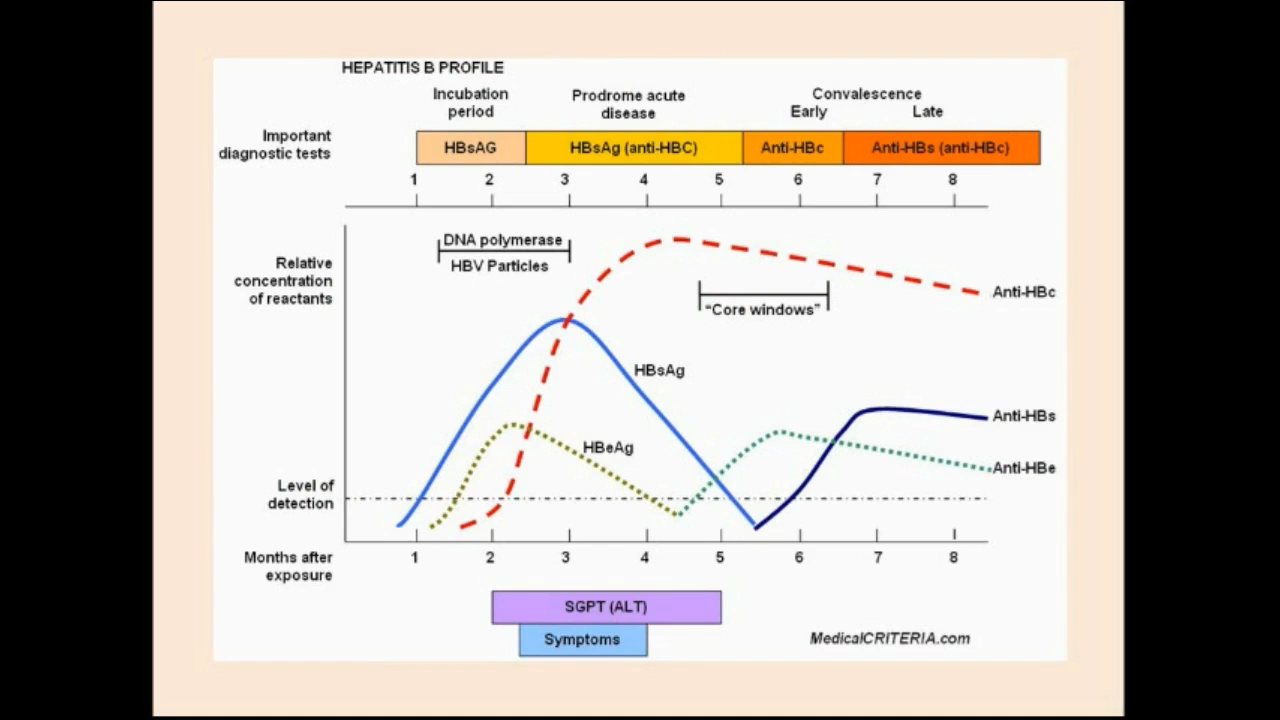 HEPATITIS B PROFILE
Incubation
period
Prodrome acute
disease
Convalescence
Early Late
Important
diagnostic tests
HBsAG HBsAg (anti-HBC) Anti-HBc Anti-HBs (anti-HBc)
1 2 3 4 5 6 7 8
DNA polymerase
HBV Particles
Relative
concentration
of reactants
Anti-HBc
"Core windows"
HBsAg
Anti-HBs
HBeAg
Anti-HBe
Level of
detection
Months after
exposure
1 2 3 4 5 6 7 8
SGPT (ALT)
Symptoms
MedicalCRITERIA.com